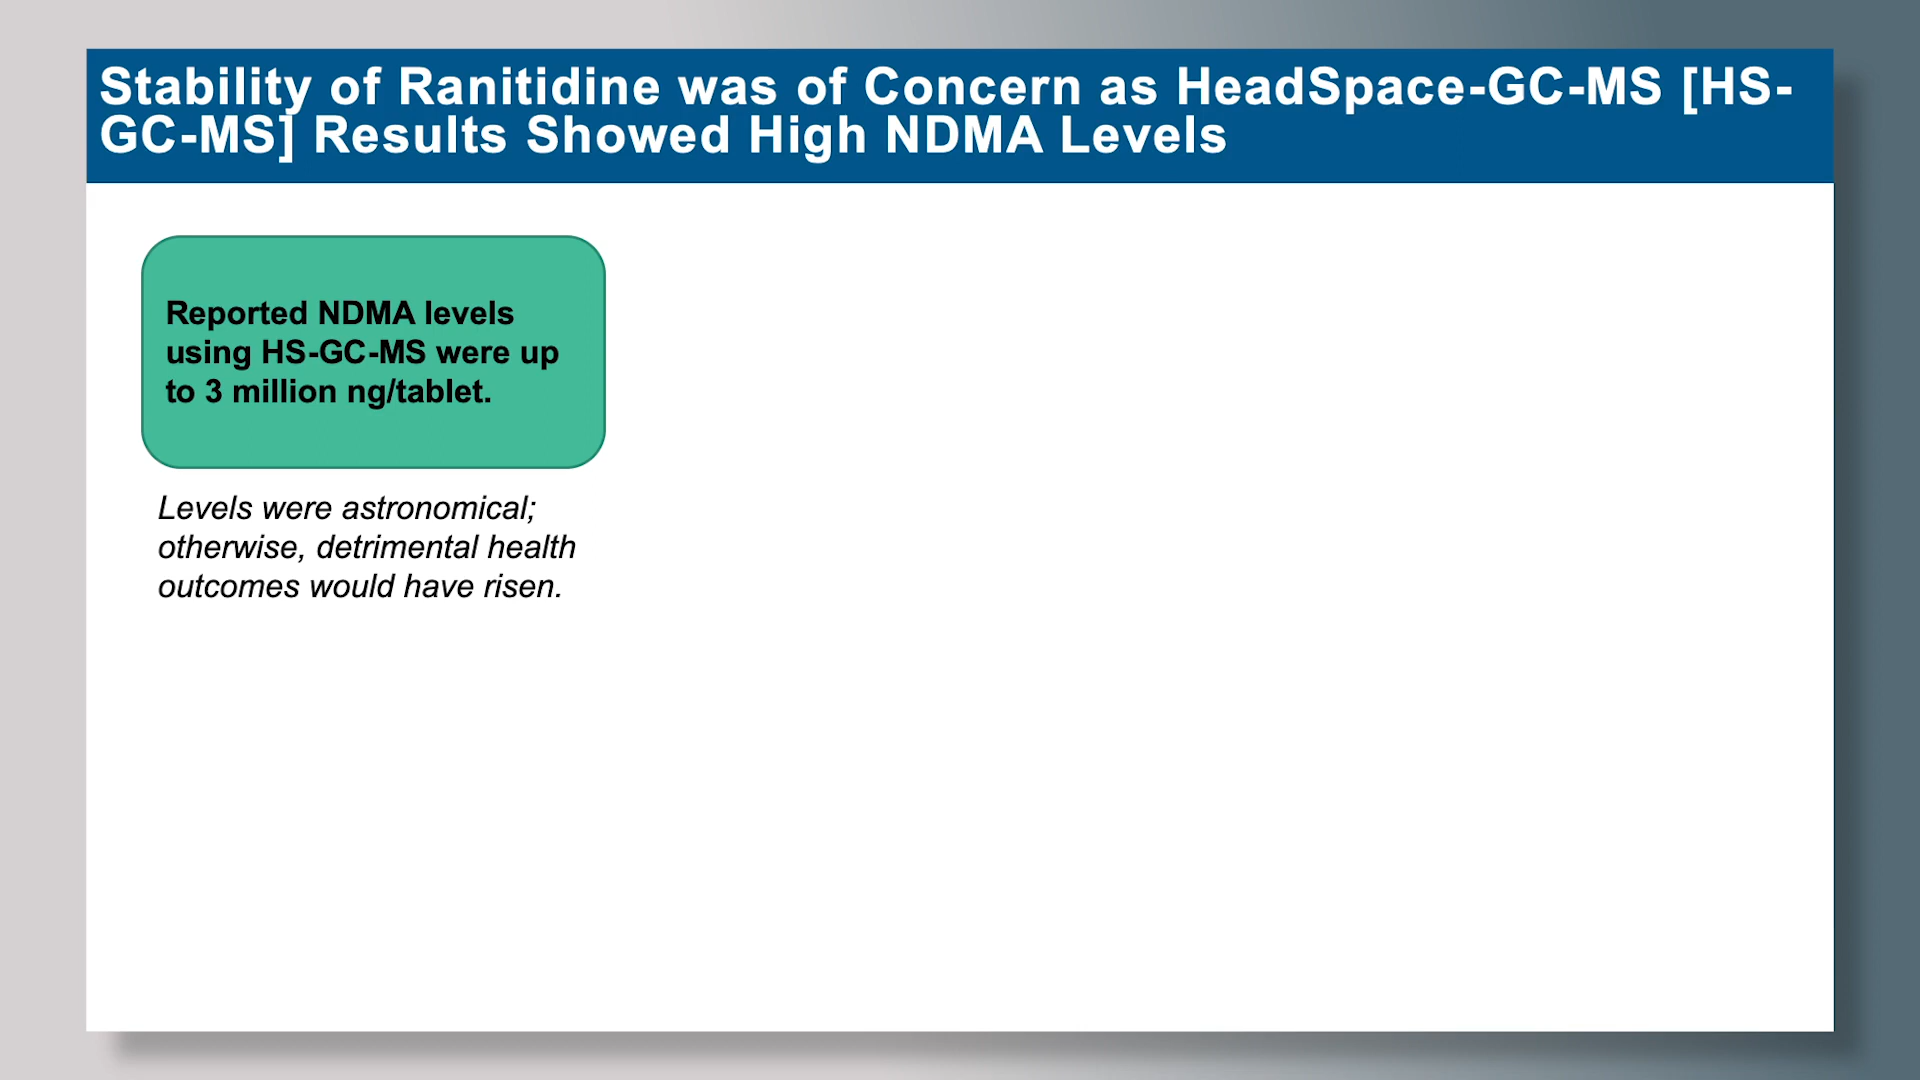 Stability of Ranitidine was of Concern as HeadSpace-GC-MS [HS-
GC-MS] Results Showed High NDMA Levels
Reported NDMA levels
using HS-GC-MS were up
to 3 million ng/tablet.
Levels were astronomical;
otherwise, detrimental health
outcomes would have risen.